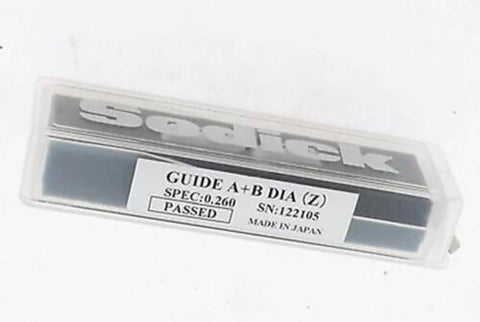 Sodick
GUIDE A+B DIA (Z)
SPEC:0.260 SN:122105
PASSED MADE IN JAPAN